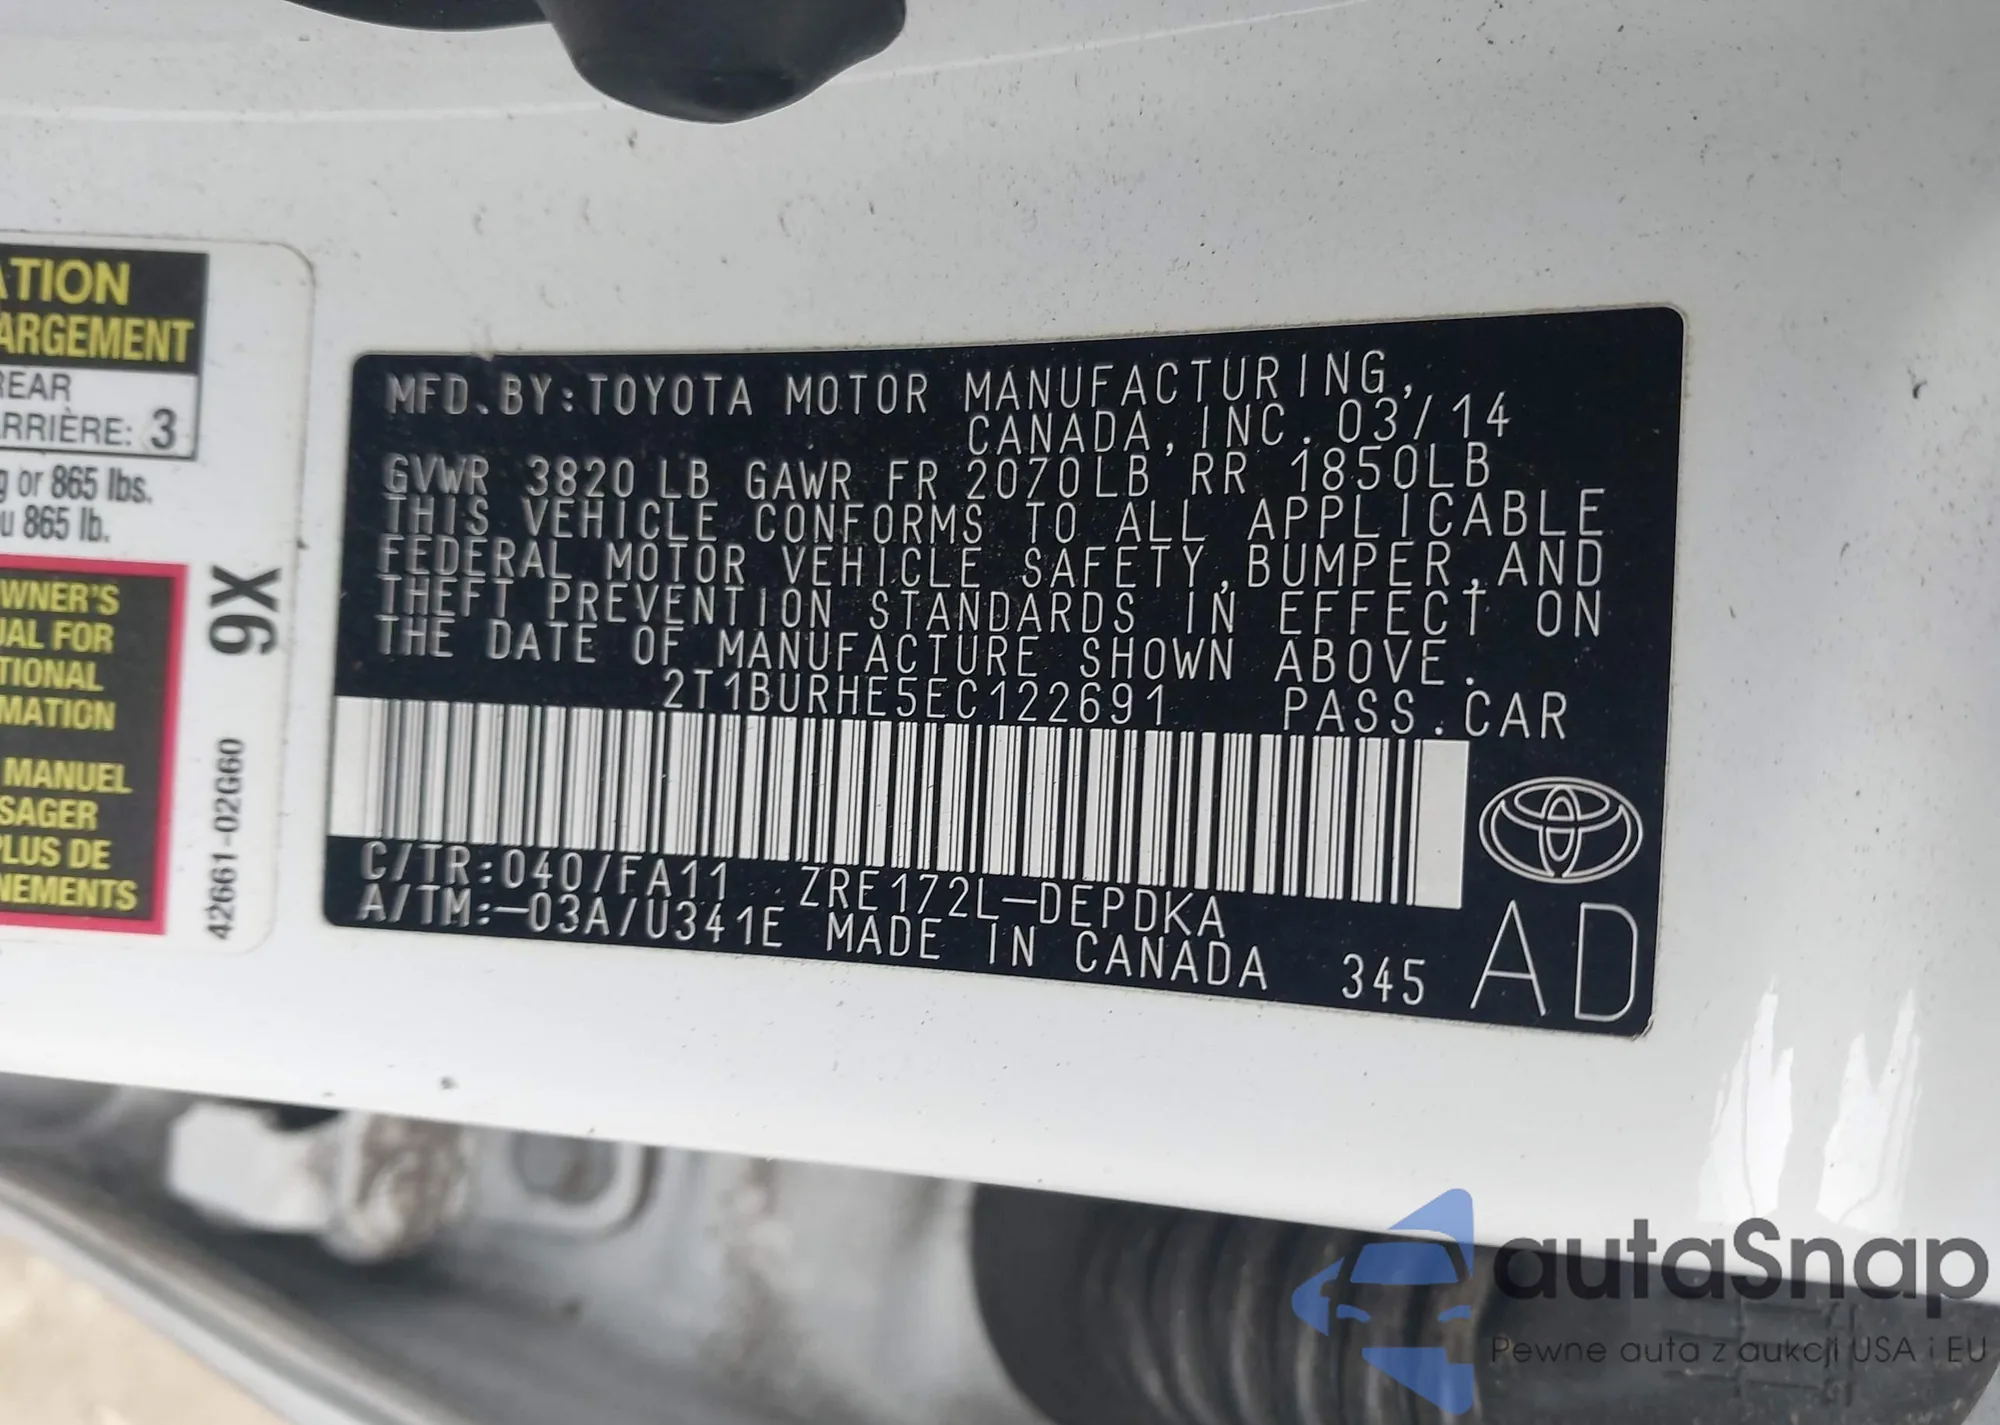 ATION
ARGEMENT
REAR
ARRIÈRE: 3
g or 865 lbs.
u 865 lb.
OWNER'S
UAL FOR
TIONAL
MATION
MANUEL
SAGER
PLUS DE
NEMENTS
9X
42661-02G60
MFD. BY: TOYOTA MOTOR MANUFACTURING,
CANADA, INC. 03/14
GVWR 3820 LB GAWR FR 2070LB RR 1850LB
THIS VEHICLE CONFORMS TO ALL APPLICABLE
FEDERAL MOTOR VEHICLE SAFETY, BUMPER, AND
THEFT PREVENTION STANDARDS IN EFFECT ON
THE DATE OF MANUFACTURE SHOWN ABOVE.
2T1BURHE5EC122691 PASS. CAR
C/TR: 040/FA11 ZRE172L-DEPDKA
A/TM:-03A/U341E MADE IN CANADA 345
AD
autaSnap
Pewne auta z aukcji USA i EU